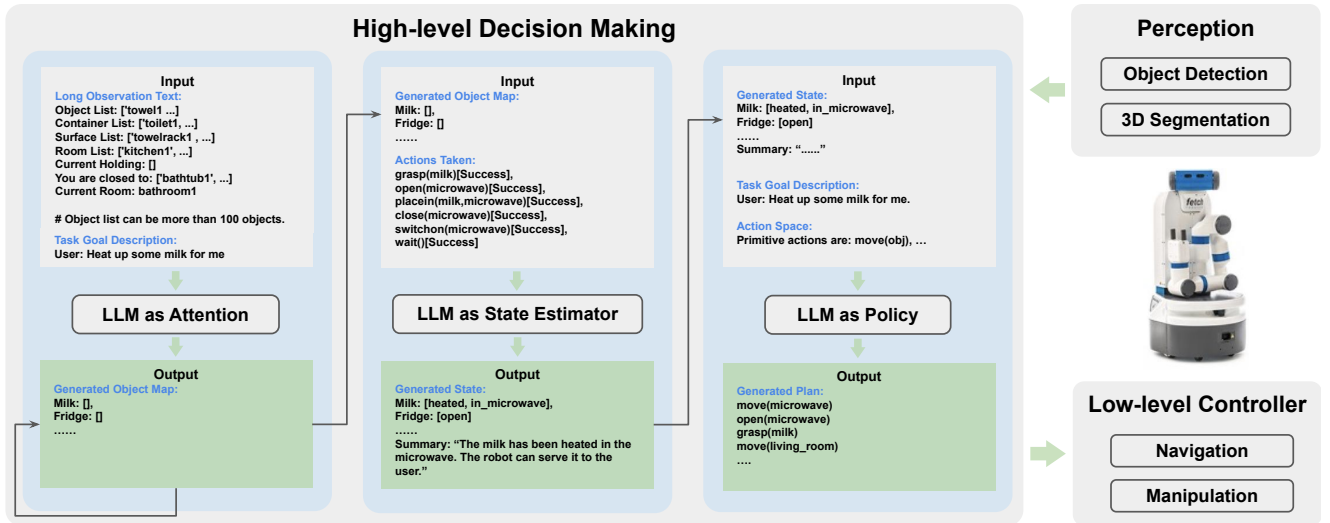 High-level Decision Making
Input
Long Observation Text:
Object List: ['towel1 ...]
Container List: ['toilet1, ...]
Surface List: ['towelrack1 , ...]
Room List: ['kitchen1', ...]
Current Holding: []
You are closed to: ['bathtub1', ...]
Current Room: bathroom1
# Object list can be more than 100 objects.
Task Goal Description:
User: Heat up some milk for me
LLM as Attention
Output
Generated Object Map:
Milk: [],
Fridge: []
......
Input
Generated Object Map:
Milk: [],
Fridge: []
......
Actions Taken:
grasp(milk)[Success],
open(microwave)[Success],
placein(milk,microwave)[Success],
close(microwave)[Success],
switchon(microwave)[Success],
wait()[Success]
LLM as State Estimator
Output
Generated State:
Milk: [heated, in_microwave],
Fridge: [open]
......
Summary: “The milk has been heated in the
microwave. The robot can serve it to the
user.”
Input
Generated State:
Milk: [heated, in_microwave],
Fridge: [open]
......
Summary: “......”
Task Goal Description:
User: Heat up some milk for me.
Action Space:
Primitive actions are: move(obj), …
LLM as Policy
Output
Generated Plan:
move(microwave)
open(microwave)
grasp(milk)
move(living_room)
....
Perception
Object Detection
3D Segmentation
fetch
Low-level Controller
Navigation
Manipulation